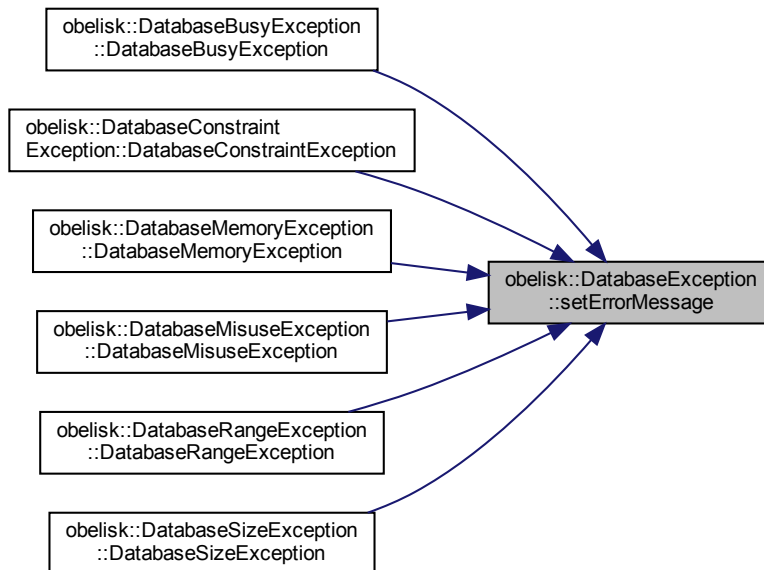 obelisk::DatabaseBusyException
::DatabaseBusyException
obelisk::DatabaseConstraint
Exception::DatabaseConstraintException
obelisk::DatabaseMemoryException
::DatabaseMemoryException
obelisk::DatabaseException
::setErrorMessage
obelisk::DatabaseMisuseException
::DatabaseMisuseException
obelisk::DatabaseRangeException
::DatabaseRangeException
obelisk::DatabaseSizeException
::DatabaseSizeException